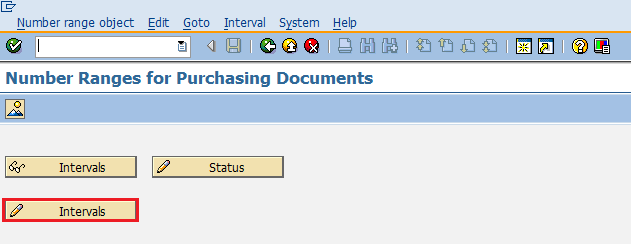 Number range object Edit Goto Interval System Help
Number Ranges for Purchasing Documents
Intervals Status
Intervals